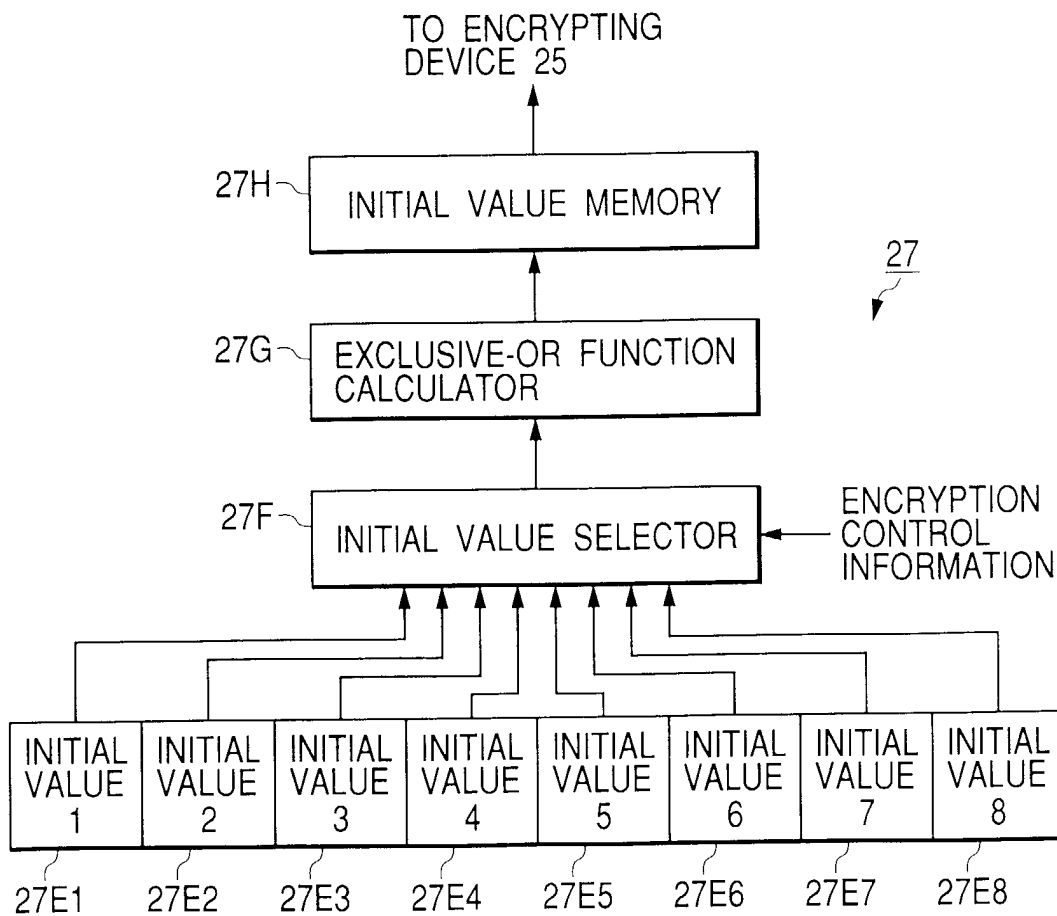 TO ENCRYPTING
DEVICE 25
27H
INITIAL VALUE MEMORY
27
27G
EXCLUSIVE-OR FUNCTION
CALCULATOR
27F
INITIAL VALUE SELECTOR
ENCRYPTION
CONTROL
INFORMATION
INITIAL
VALUE
1
INITIAL
VALUE
2
INITIAL
VALUE
3
INITIAL
VALUE
4
INITIAL
VALUE
5
INITIAL
VALUE
6
INITIAL
VALUE
7
INITIAL
VALUE
8
27E1
27E2
27E3
27E4
27E5
27E6
27E7
27E8